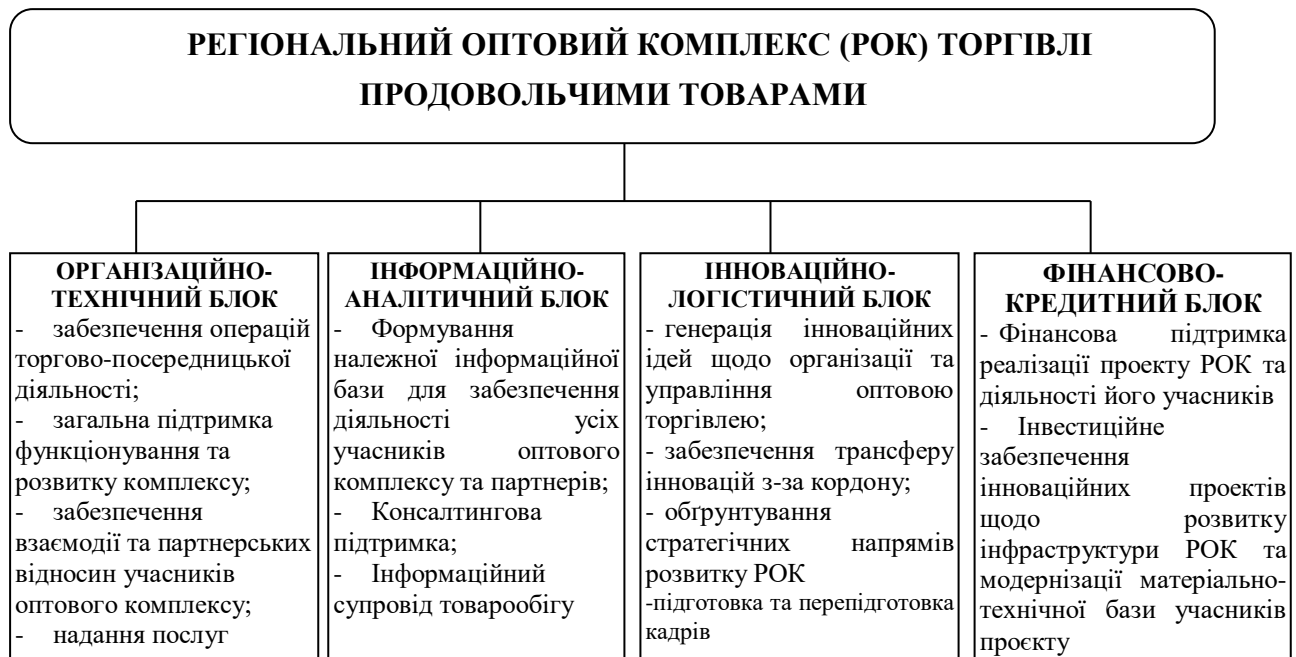 РЕГІОНАЛЬНИЙ ОПТОВИЙ КОМПЛЕКС (РОК) ТОРГІВЛІ
ПРОДОВОЛЬЧИМИ ТОВАРАМИ
ОРГАНІЗАЦІЙНО-
ТЕХНІЧНИЙ БЛОК
- забезпечення операцій
торгово-посередницької
діяльності;
- загальна підтримка
функціонування та
розвитку комплексу;
- забезпечення
взаємодії та партнерських
відносин учасників
оптового комплексу;
- надання послуг
ІНФОРМАЦІЙНО-
АНАЛІТИЧНИЙ БЛОК
- Формування
належної інформаційної
бази для забезпечення
діяльності усіх
учасників оптового
комплексу та партнерів;
- Консалтингова
підтримка;
- Інформаційний
супровід товарообігу
ІННОВАЦІЙНО-
ЛОГІСТИЧНИЙ БЛОК
- генерація інноваційних
ідей щодо організації та
управління оптовою
торгівлею;
- забезпечення трансферу
інновацій з-за кордону;
- обґрунтування
стратегічних напрямів
розвитку РОК
-підготовка та перепідготовка
кадрів
ФІНАНСОВО-
КРЕДИТНИЙ БЛОК
- Фінансова підтримка
реалізації проекту РОК та
діяльності його учасників
- Інвестиційне
забезпечення
інноваційних проектів
щодо розвитку
інфраструктури РОК та
модернізації матеріально-
технічної бази учасників
проєкту